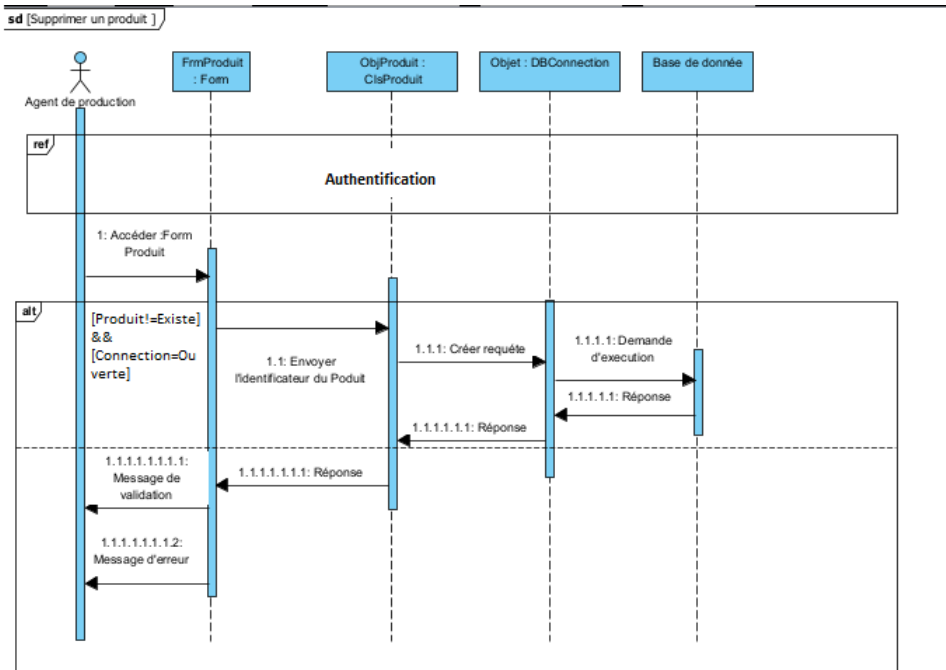 sd [Supprimer un produit ]
FrmProduit
: Form
ObjProduit :
ClsProduit
Objet : DBConnection
Base de donnée
Agent de production
ref
Authentification
1: Accéder :Form
Produit
alt
[Produit!=Existe]
&&
[Connection=Ou
verte]
1.1: Envoyer
l'identificateur du Poduit
1.1.1: Créer requéte
1.1.1.1: Demande
d'execution
1.1.1.1.1: Réponse
1.1.1.1.1.1: Réponse
1.1.1.1.1.1.1: Réponse
1.1.1.1.1.1.1.1:
Message de
validation
1.1.1.1.1.1.1.2:
Message d'erreur